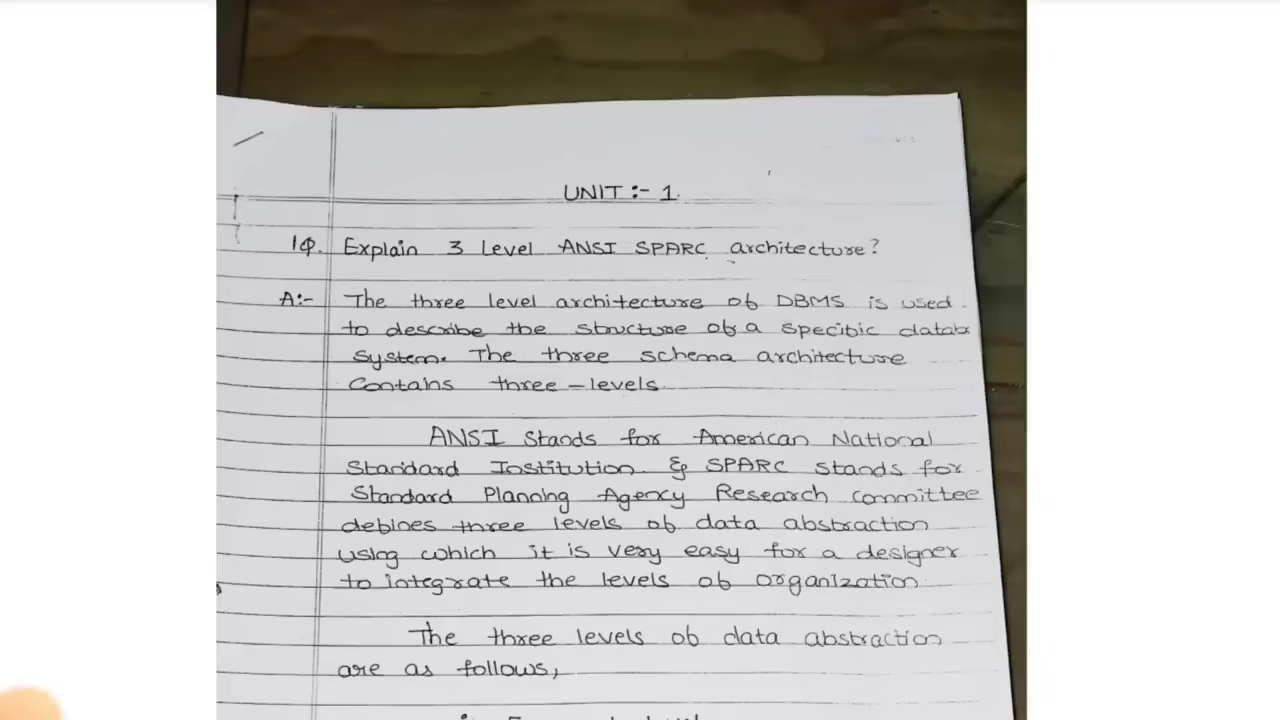 UNIT :- 1.
1Q. Explain 3 Level ANSI SPARC architecture?
A:- The three level architecture of DBMS is used
to describe the structure of a specific datab
system. The three schema architecture
contains three-levels.
ANSI stands for American National
Standard Institution & SPARC stands for
Standard Planning Agency Research committee
defines three levels of data abstraction
using which it is very easy for a designer
to integrate the levels of organization
The three levels of data abstraction
are as follows,